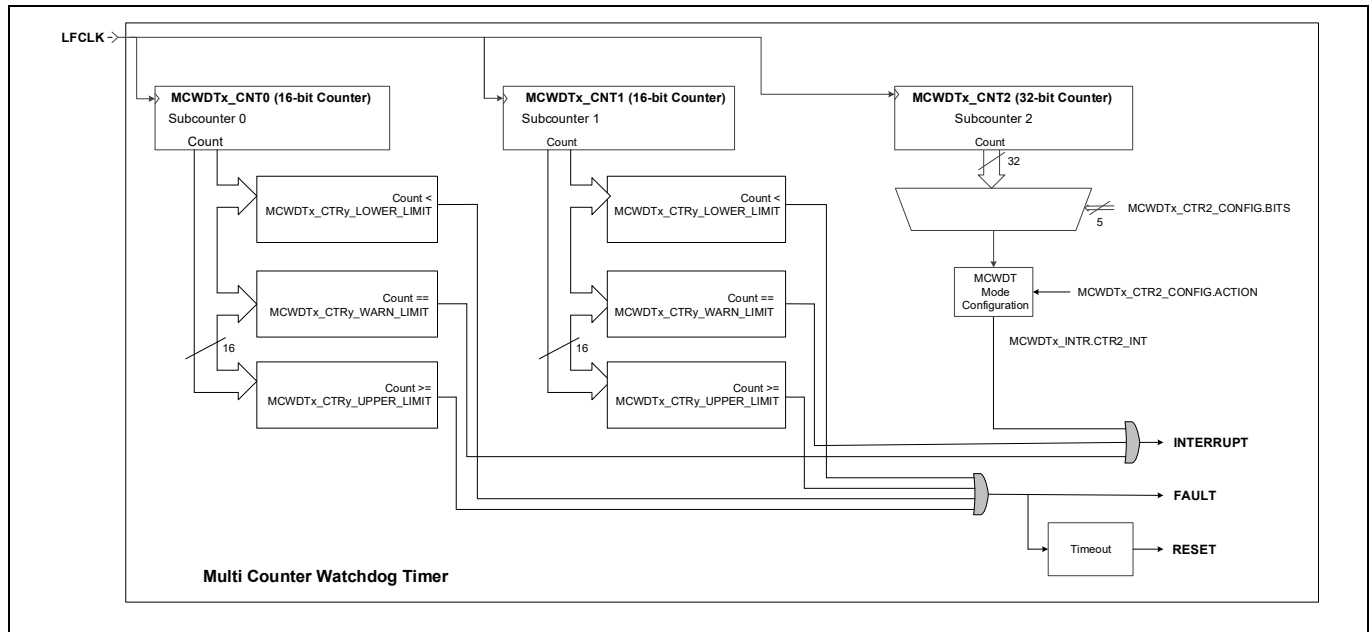 LFCLK
MCWDTx_CNT0 (16-bit Counter)
Subcounter 0
Count
MCWDTx_CNT1 (16-bit Counter)
Subcounter 1
Count
MCWDTx_CNT2 (32-bit Counter)
Subcounter 2
Count
32
Count <
MCWDTx_CTRy_LOWER_LIMIT
Count <
MCWDTx_CTRy_LOWER_LIMIT
MCWDTx_CTR2_CONFIG.BITS
5
Count ==
MCWDTx_CTRy_WARN_LIMIT
Count ==
MCWDTx_CTRy_WARN_LIMIT
MCWDT
Mode
Configuration
MCWDTx_CTR2_CONFIG.ACTION
MCWDTx_INTR.CTR2_INT
16
16
Count >=
MCWDTx_CTRy_UPPER_LIMIT
Count >=
MCWDTx_CTRy_UPPER_LIMIT
INTERRUPT
FAULT
Timeout
RESET
Multi Counter Watchdog Timer